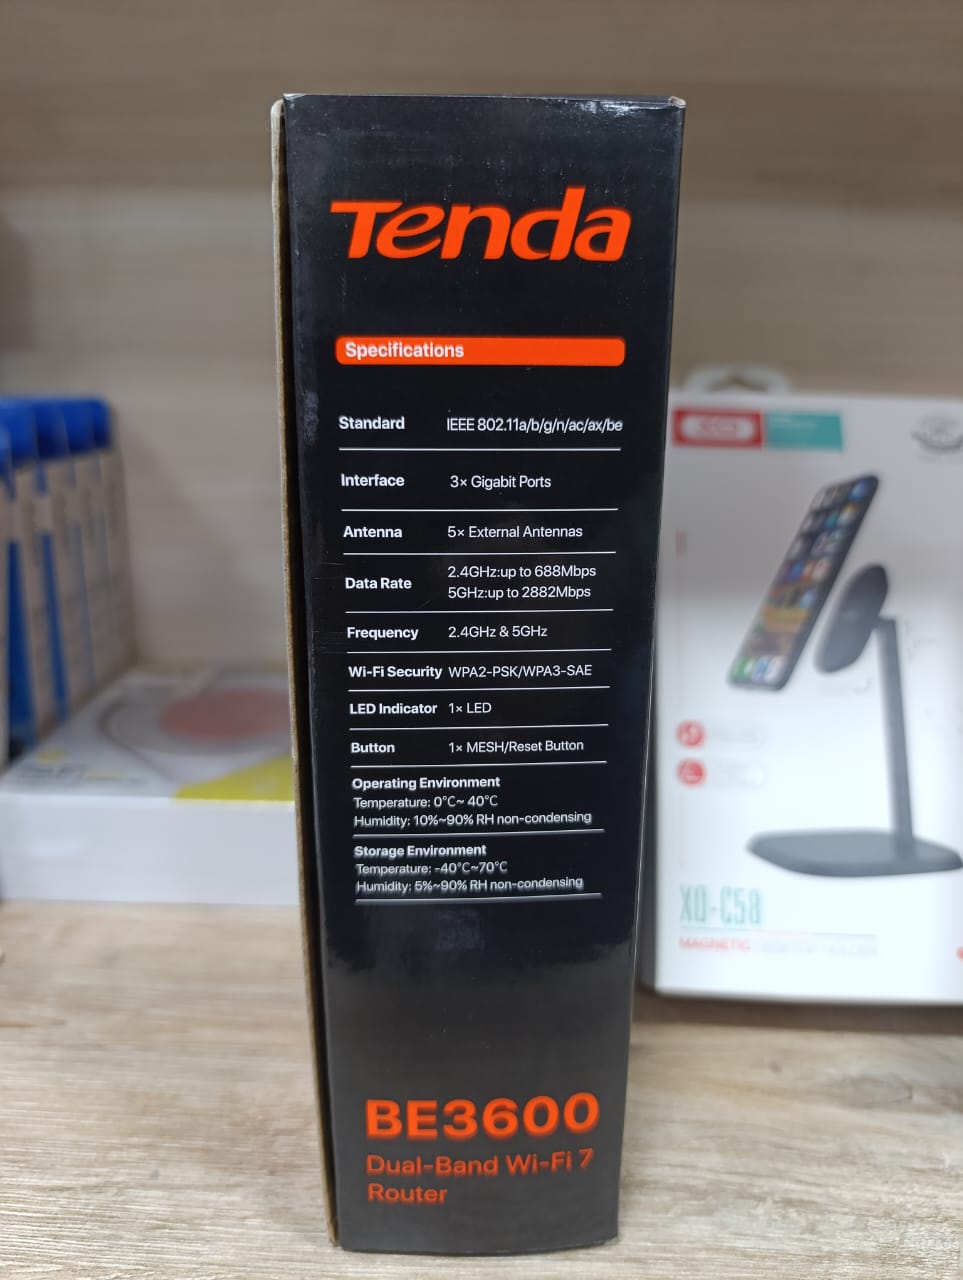 Tenda
Specifications
Standard IEEE 802.11a/b/g/n/ac/ax/be
Interface 3× Gigabit Ports
Antenna 5× External Antennas
Data Rate 2.4GHz:up to 688Mbps
5GHz:up to 2882Mbps
Frequency 2.4GHz & 5GHz
Wi-Fi Security WPA2-PSK/WPA3-SAE
LED Indicator 1× LED
Button 1× MESH/Reset Button
Operating Environment
Temperature: 0°C~ 40°C
Humidity: 10%~90% RH non-condensing
Storage Environment
Temperature: -40°C~70°C
Humidity: 5%~90% RH non-condensing
BE3600
Dual-Band Wi-Fi 7
Router
XO
XO-C58
MAGNETIC